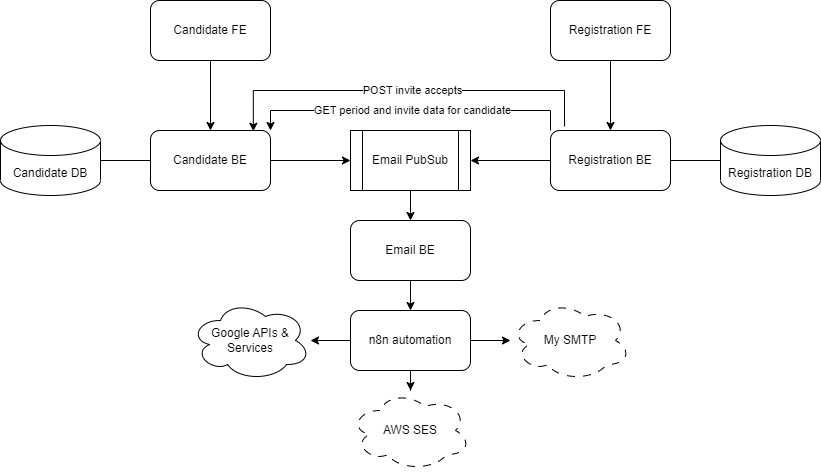 Candidate FE
Registration FE
POST invite accepts
GET period and invite data for candidate
Candidate DB
Candidate BE
Email PubSub
Registration BE
Registration DB
Email BE
Google APIs &
Services
n8n automation
My SMTP
AWS SES